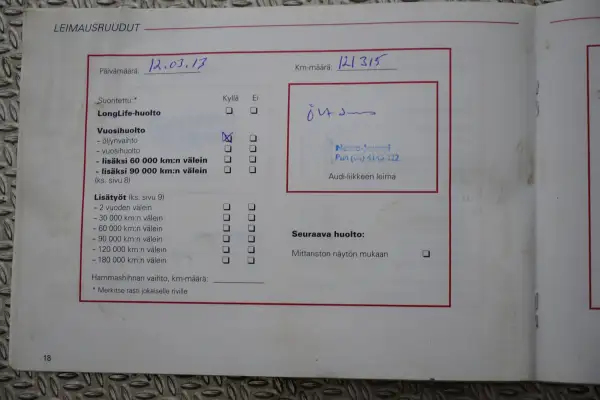 LEIMAUSRUUDUT
Päivämäärä: 12.03.13
Km-määrä: 121315
Suoritettu:* Kyllä Ei
LongLife-huolto
Vuosihuolto
- öljynvaihto
- vuosihuolto
- lisäksi 60 000 km:n välein
- lisäksi 90 000 km:n välein
(ks. sivu 8)
Audi-liikkeen leima
Lisätyöt (ks. sivu 9)
- 2 vuoden välein
- 30 000 km:n välein
- 60 000 km:n välein
- 90 000 km:n välein
- 120 000 km:n välein
- 180 000 km:n välein
Seuraava huolto:
Mittariston näytön mukaan
Hammashihnan vaihto, km-määrä:
* Merkitse rasti jokaiselle riville
18